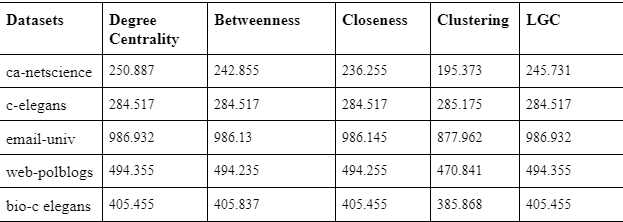 Datasets Degree Centrality Betweenness Closeness Clustering LGC
ca-netscience 250.887 242.855 236.255 195.373 245.731
c-elegans 284.517 284.517 284.517 285.175 284.517
email-univ 986.932 986.13 986.145 877.962 986.932
web-polblogs 494.355 494.235 494.255 470.841 494.355
bio-c elegans 405.455 405.837 405.455 385.868 405.455